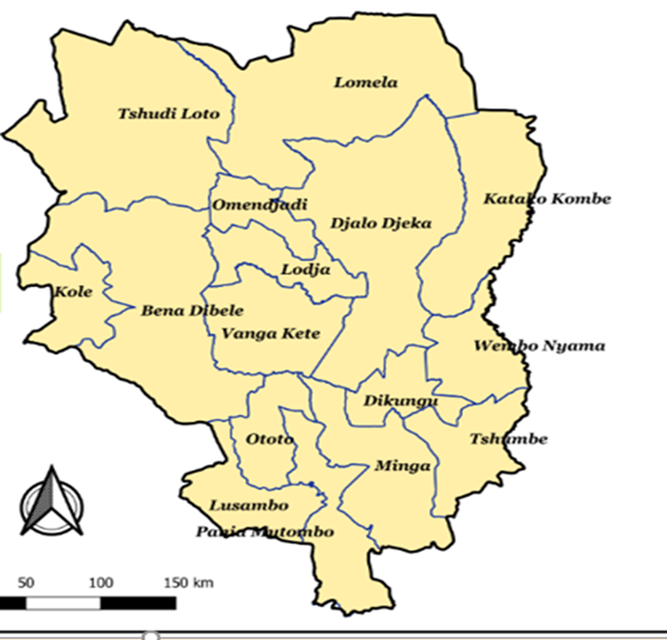 Lomela
Tshudi Loto
Katako Kombe
Omendjadi
Djalo Djeka
Lodja
Kole
Bena Dibele
Vanga Kete
Wembo Nyama
Dikungu
Ototo
Tshumbe
Minga
Lusambo
Pania Mutombo
50 100 150 km